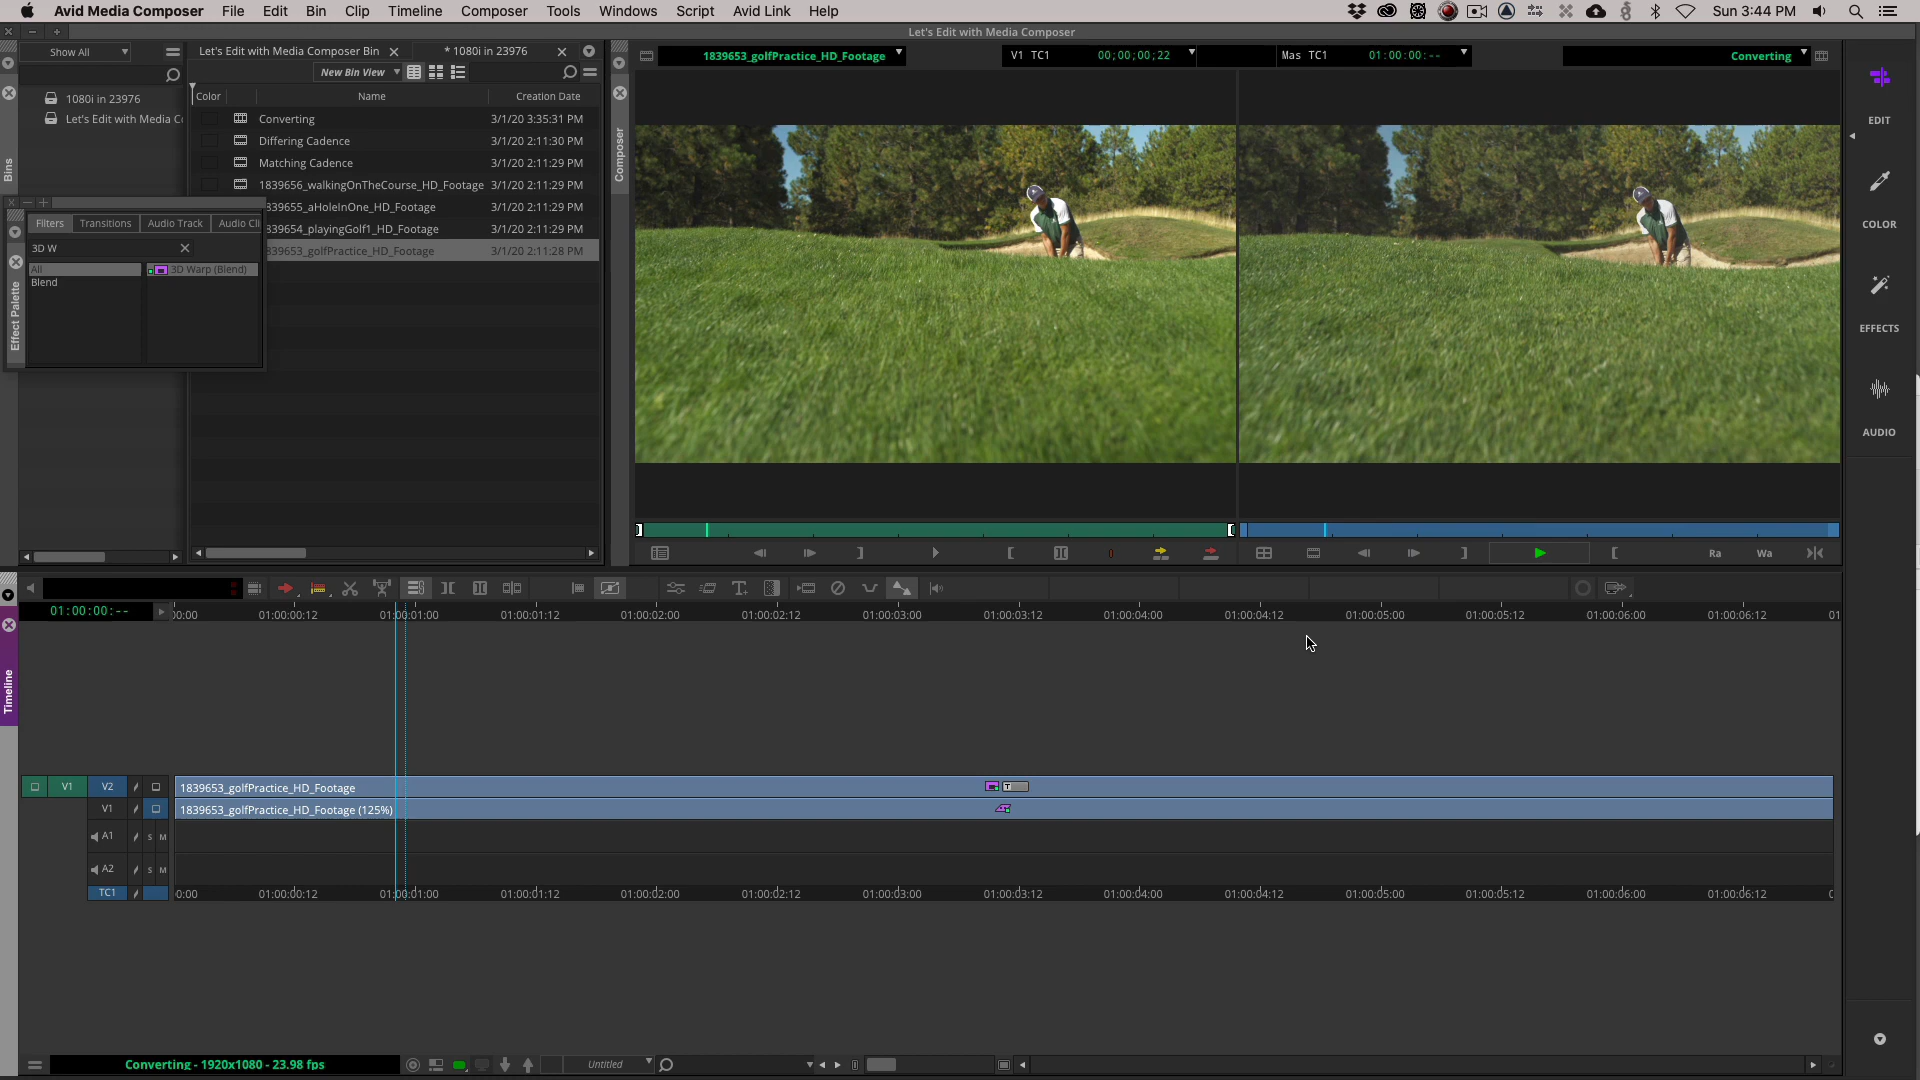 Avid Media Composer File Edit Bin Clip Timeline Composer Tools Windows Script Avid Link Help Sun 3:44 PM
Let's Edit with Media Composer
Show All
Let's Edit with Media Composer Bin
* 1080i in 23976
1839653_golfPractice_HD_Footage
V1 TC1 00;00;00;22
Mas TC1 01:00:00:--
Converting
New Bin View
Color Name Creation Date
1080i in 23976
Let's Edit with Media C
Converting 3/1/20 3:35:31 PM
Differing Cadence 3/1/20 2:11:30 PM
Matching Cadence 3/1/20 2:11:29 PM
1839656_walkingOnTheCourse_HD_Footage 3/1/20 2:11:29 PM
839655_aHoleInOne_HD_Footage 3/1/20 2:11:29 PM
839654_playingGolf1_HD_Footage 3/1/20 2:11:29 PM
839653_golfPractice_HD_Footage 3/1/20 2:11:28 PM
Bins
Composer
Filters Transitions Audio Track Audio Cli
3D W
All
Blend
3D Warp (Blend)
Effect Palette
EDIT
COLOR
EFFECTS
AUDIO
Ra Wa
Timeline
01:00:00:--
0:00 01:00:00:12 01:00:01:00 01:00:01:12 01:00:02:00 01:00:02:12 01:00:03:00 01:00:03:12 01:00:04:00 01:00:04:12 01:00:05:00 01:00:05:12 01:00:06:00 01:00:06:12 01
V1 V2 1839653_golfPractice_HD_Footage T
V1 1839653_golfPractice_HD_Footage (125%)
A1 S M
A2 S M
TC1 0:00 01:00:00:12 01:00:01:00 01:00:01:12 01:00:02:00 01:00:02:12 01:00:03:00 01:00:03:12 01:00:04:00 01:00:04:12 01:00:05:00 01:00:05:12 01:00:06:00 01:00:06:12
Converting - 1920x1080 - 23.98 fps
Untitled